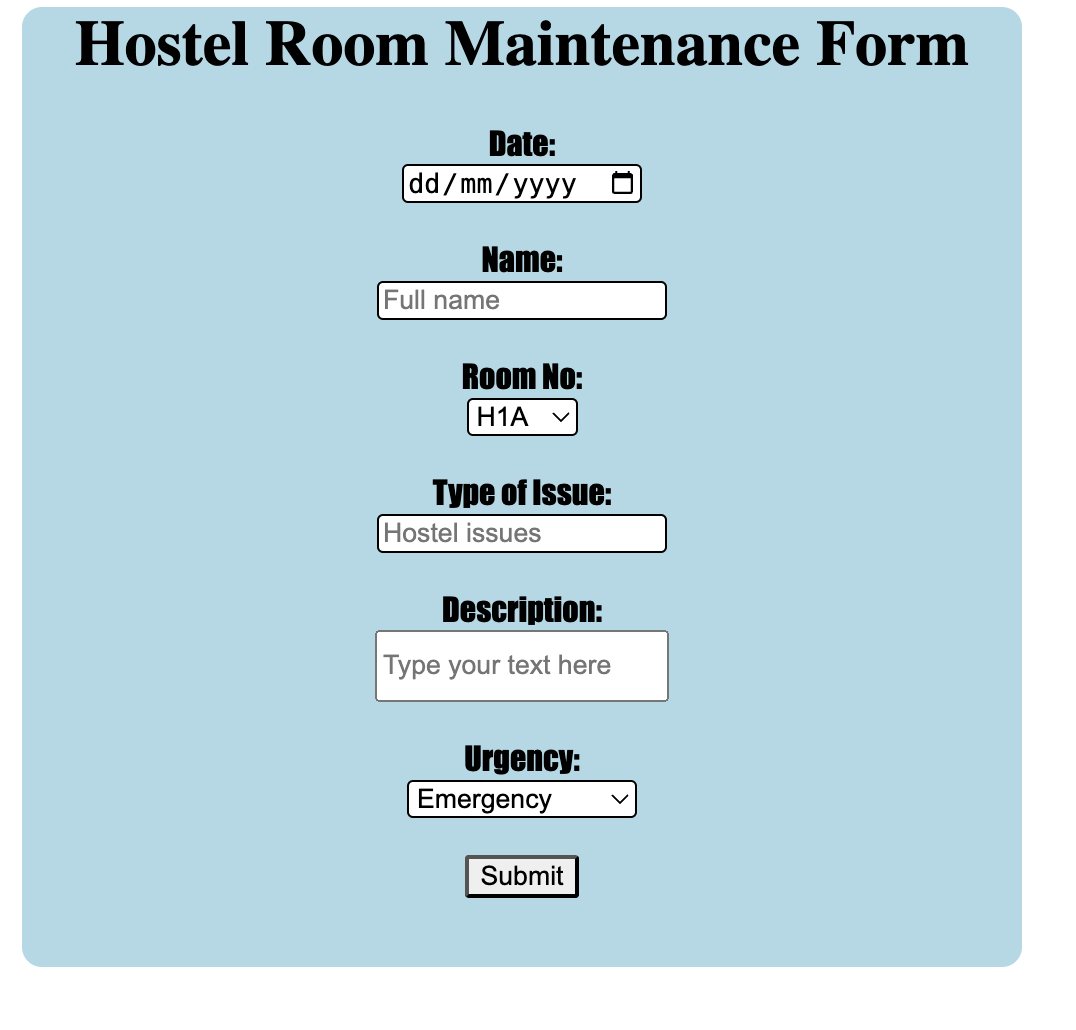 Hostel Room Maintenance Form
Date:
dd/mm/yyyy
Name:
Full name
Room No:
H1A
Type of Issue:
Hostel issues
Description:
Type your text here
Urgency:
Emergency
Submit